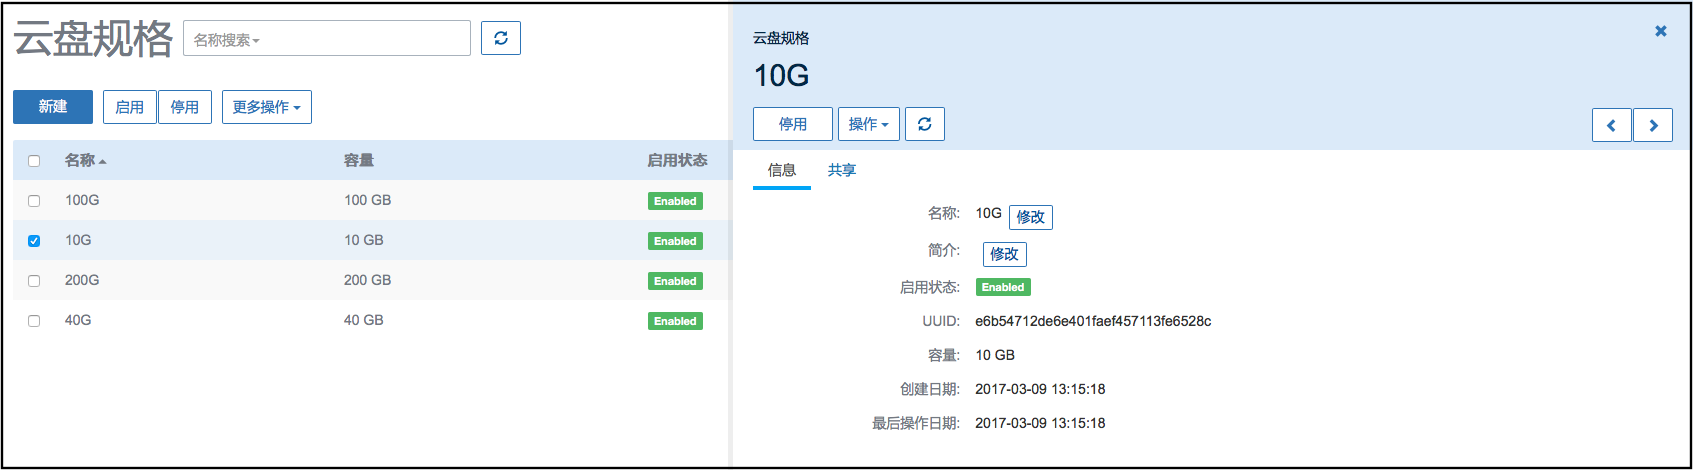 云盘规格
名称搜索
新建 启用 停用 更多操作
名称 容量 启用状态
100G 100 GB Enabled
10G 10 GB Enabled
200G 200 GB Enabled
40G 40 GB Enabled
云盘规格
10G
停用 操作
信息 共享
名称: 10G 修改
简介: 修改
启用状态: Enabled
UUID: e6b54712de6e401faef457113fe6528c
容量: 10 GB
创建日期: 2017-03-09 13:15:18
最后操作日期: 2017-03-09 13:15:18